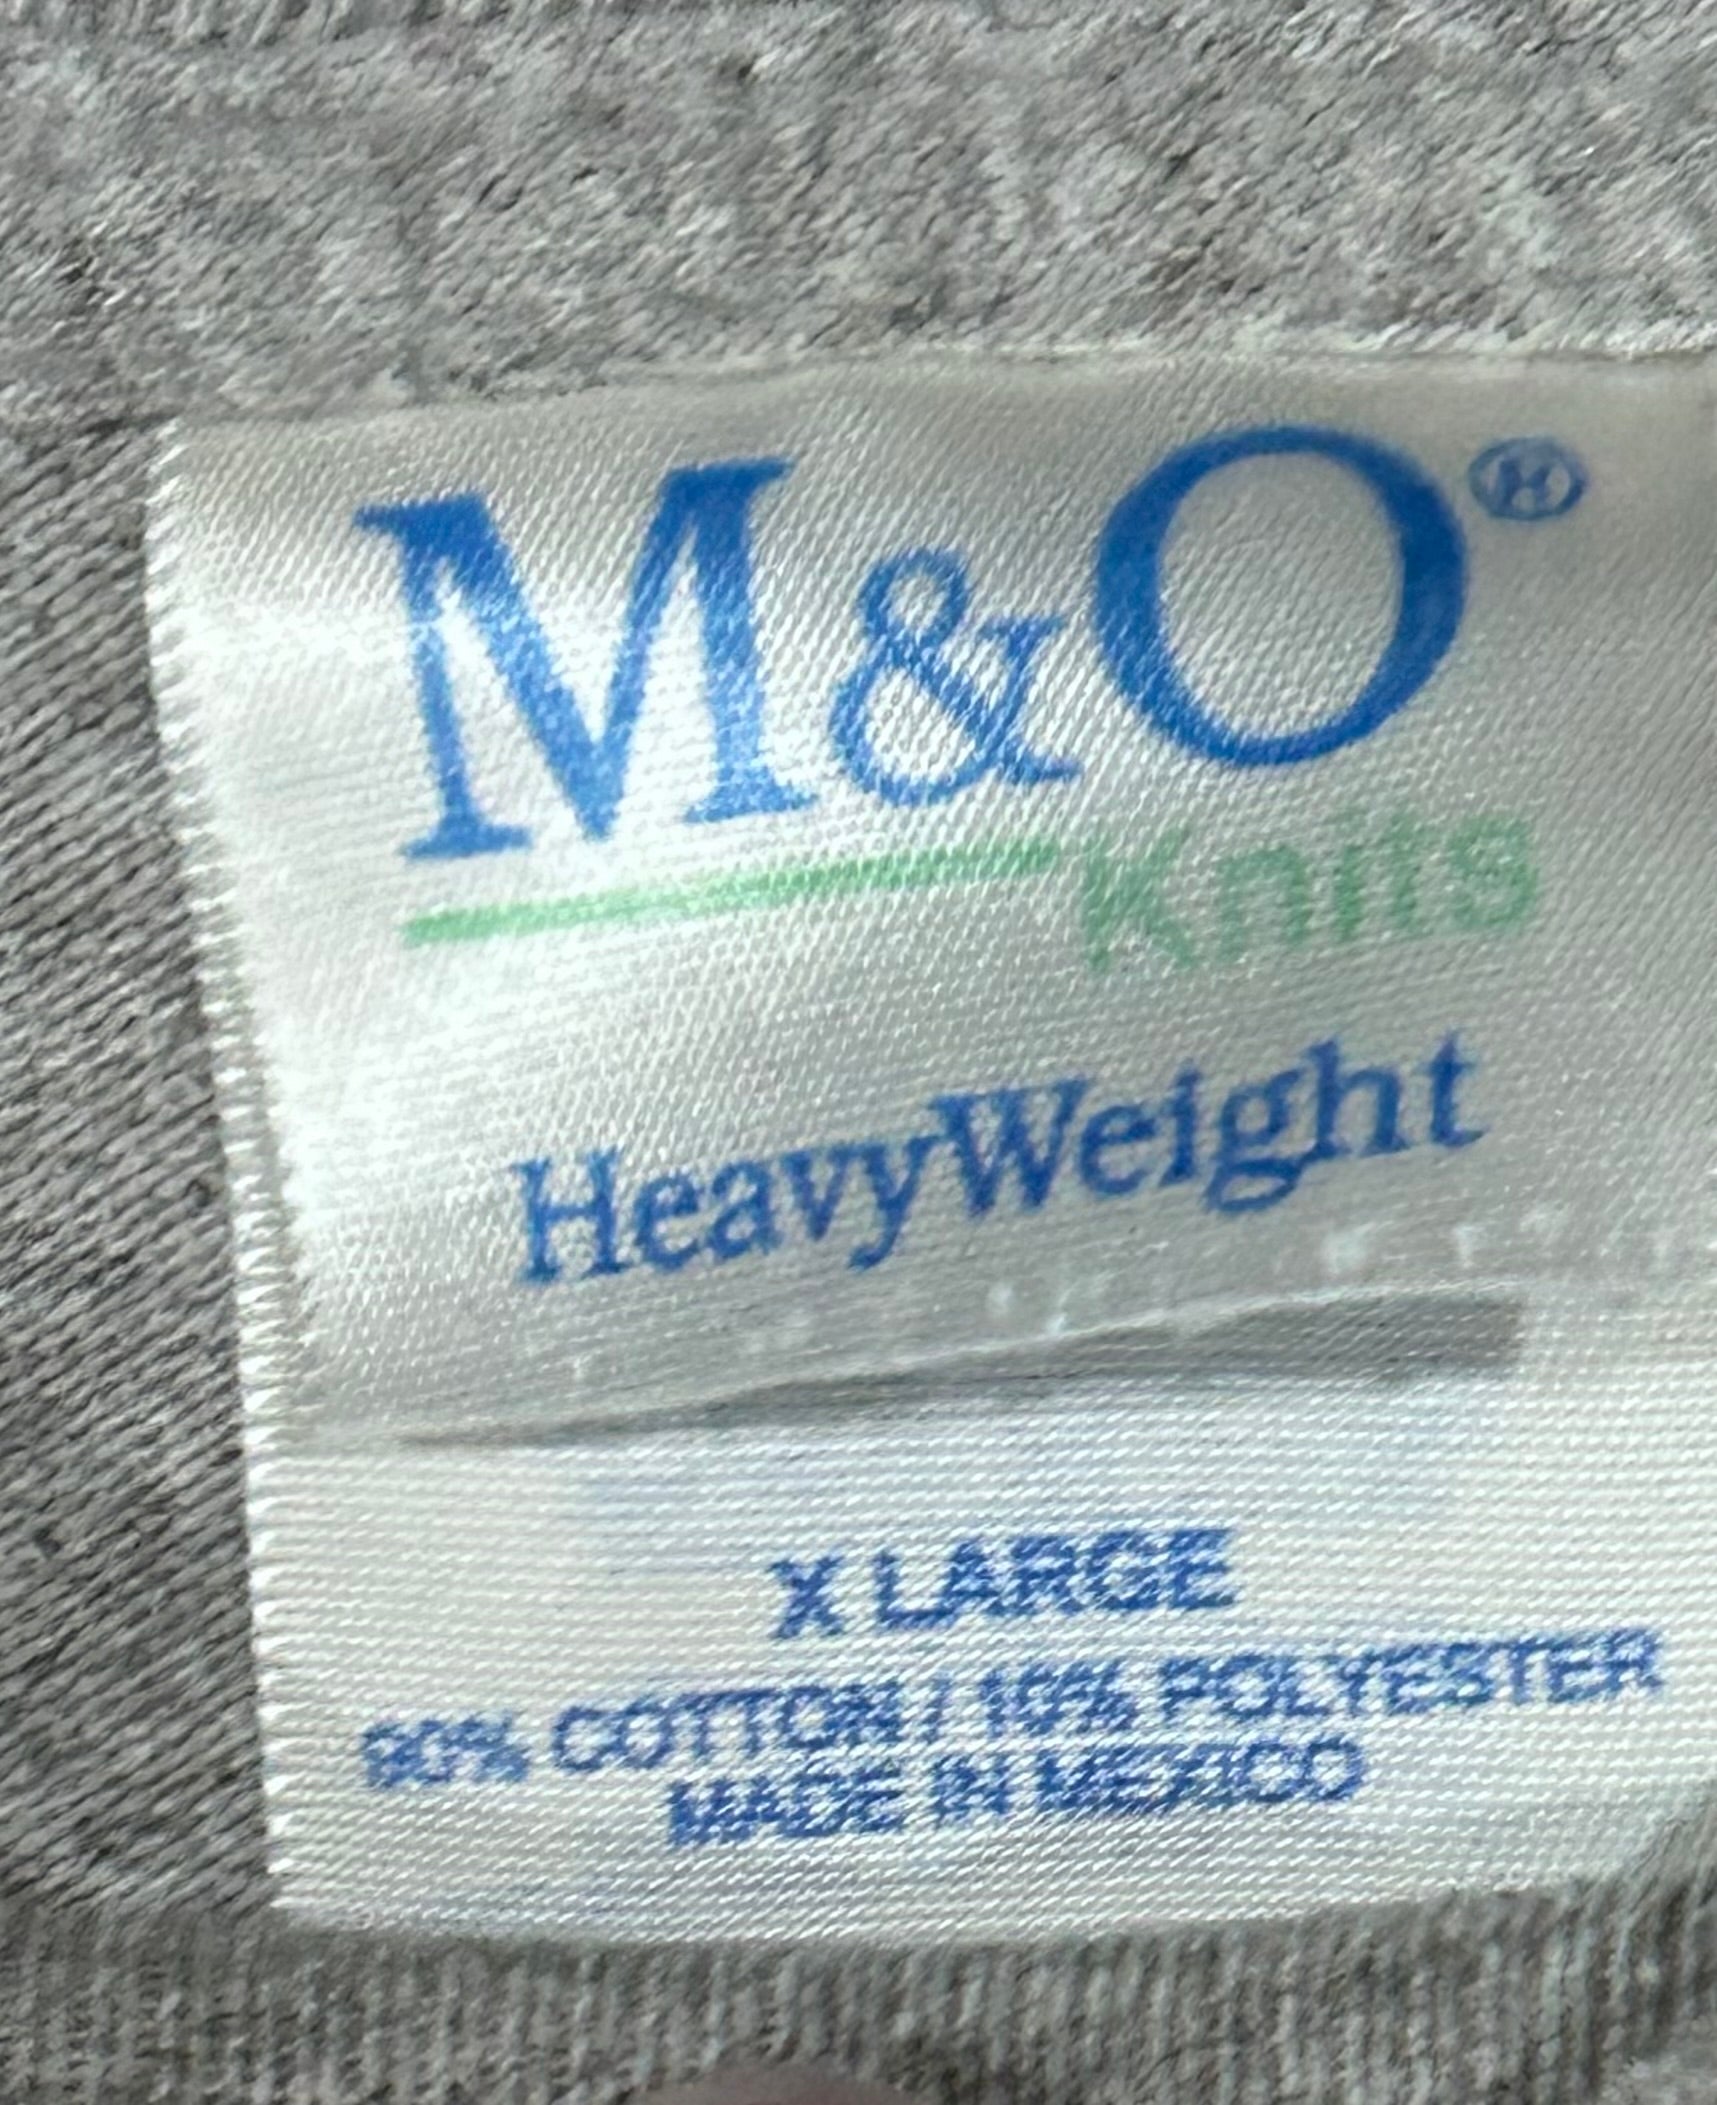 M&O®
Knits
HeavyWeight
X LARGE
90% COTTON / 10% POLYESTER
MADE IN MEXICO